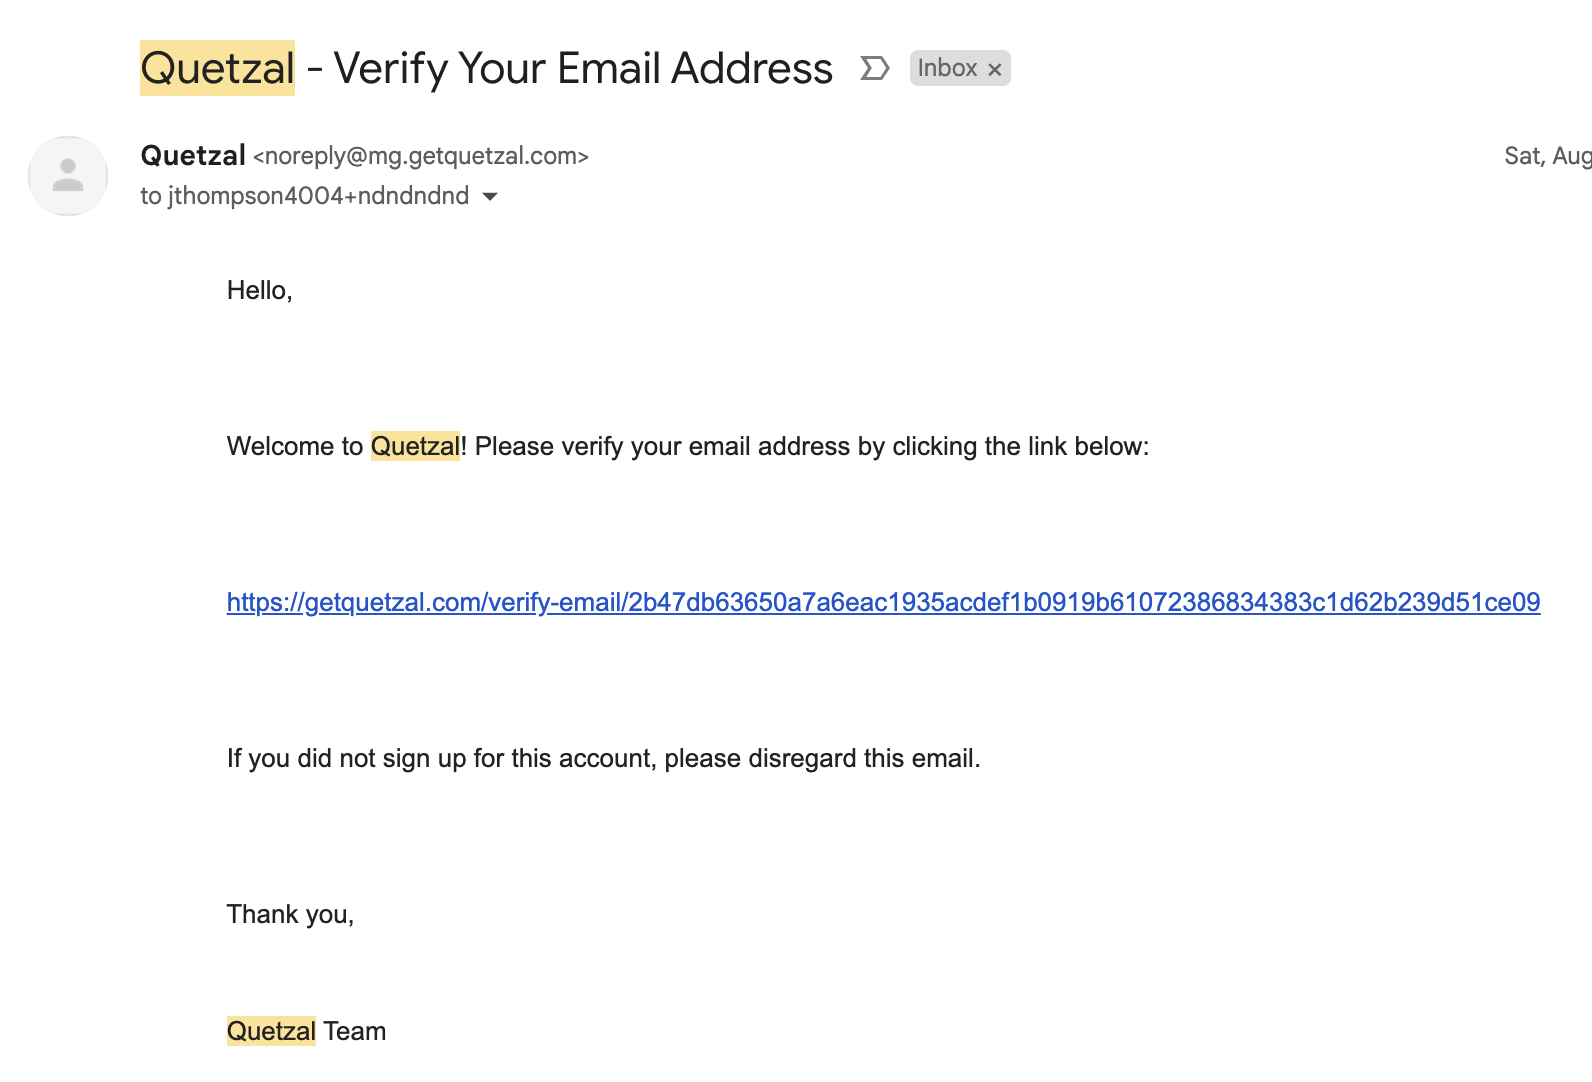 Quetzal - Verify Your Email Address Inbox ×
Quetzal <noreply@mg.getquetzal.com> Sat, Aug
to jthompson4004+ndndndnd
Hello,
Welcome to Quetzal! Please verify your email address by clicking the link below:
https://getquetzal.com/verify-email/2b47db63650a7a6eac1935acdef1b0919b61072386834383c1d62b239d51ce09
If you did not sign up for this account, please disregard this email.
Thank you,
Quetzal Team